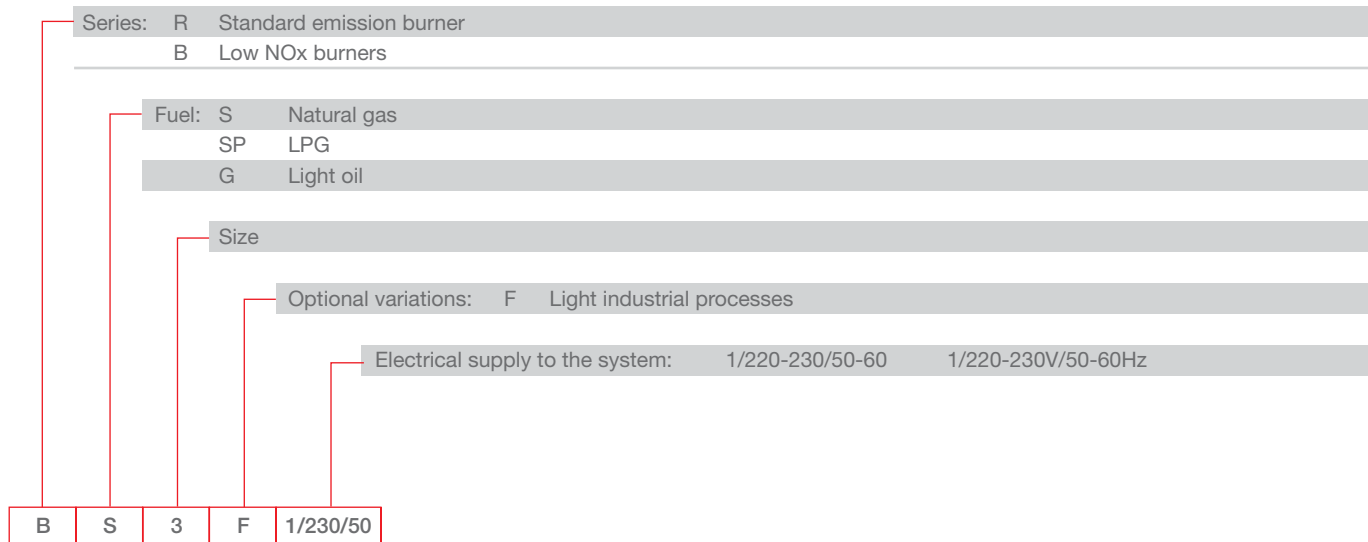 Series: R Standard emission burner
B Low NOx burners
Fuel: S Natural gas
SP LPG
G Light oil
Size
Optional variations: F Light industrial processes
Electrical supply to the system: 1/220-230/50-60 1/220-230V/50-60Hz
B S 3 F 1/230/50